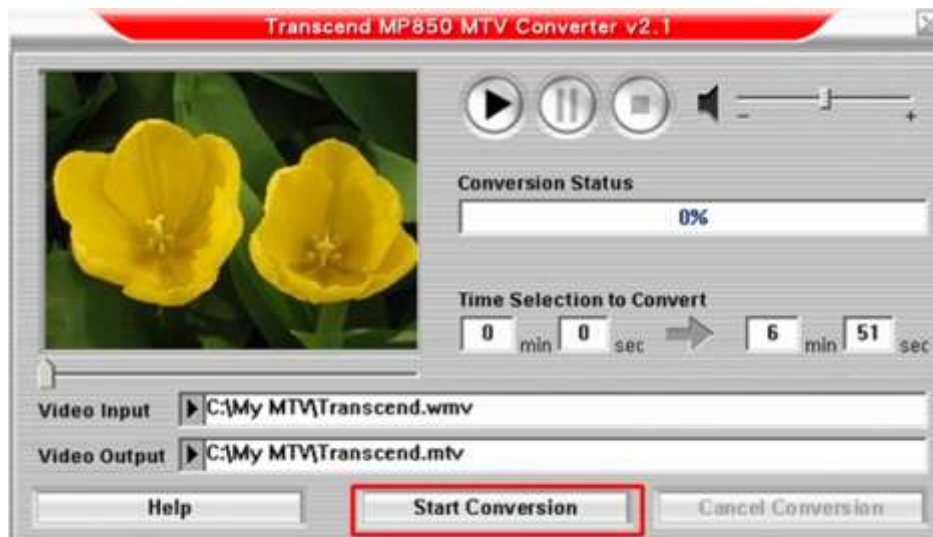 Transcend MP850 MTV Converter v2.1
- +
Conversion Status
0%
Time Selection to Convert
0 min 0 sec 6 min 51 sec
Video Input C:\My MTV\Transcend.wmv
Video Output C:\My MTV\Transcend.mtv
Help Start Conversion Cancel Conversion